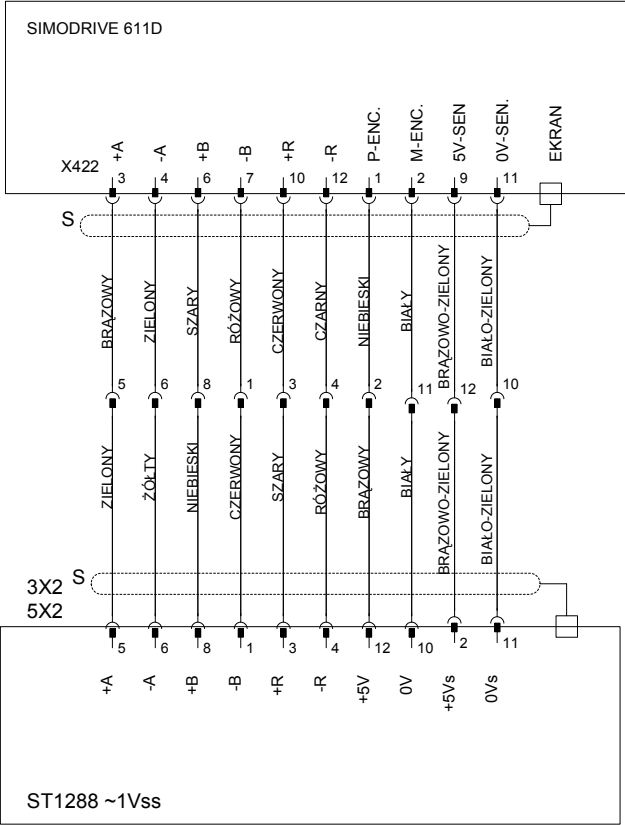 SIMODRIVE 611D
+A -A +B -B +R -R P-ENC. M-ENC. 5V-SEN 0V-SEN. EKRAN
X422
3 4 6 7 10 12 1 2 9 11
S
BRĄZOWY ZIELONY SZARY RÓŻOWY CZERWONY CZARNY NIEBIESKI BIAŁY BRĄZOWO-ZIELONY BIAŁO-ZIELONY
5 6 8 1 3 4 2 11 12 10
ZIELONY ŻÓŁTY NIEBIESKI CZERWONY SZARY RÓŻOWY BRĄZOWY BIAŁY BRĄZOWO-ZIELONY BIAŁO-ZIELONY
S
3X2
5X2
5 6 8 1 3 4 12 10 2 11
+A -A +B -B +R -R +5V 0V +5Vs 0Vs
ST1288 ~1Vss